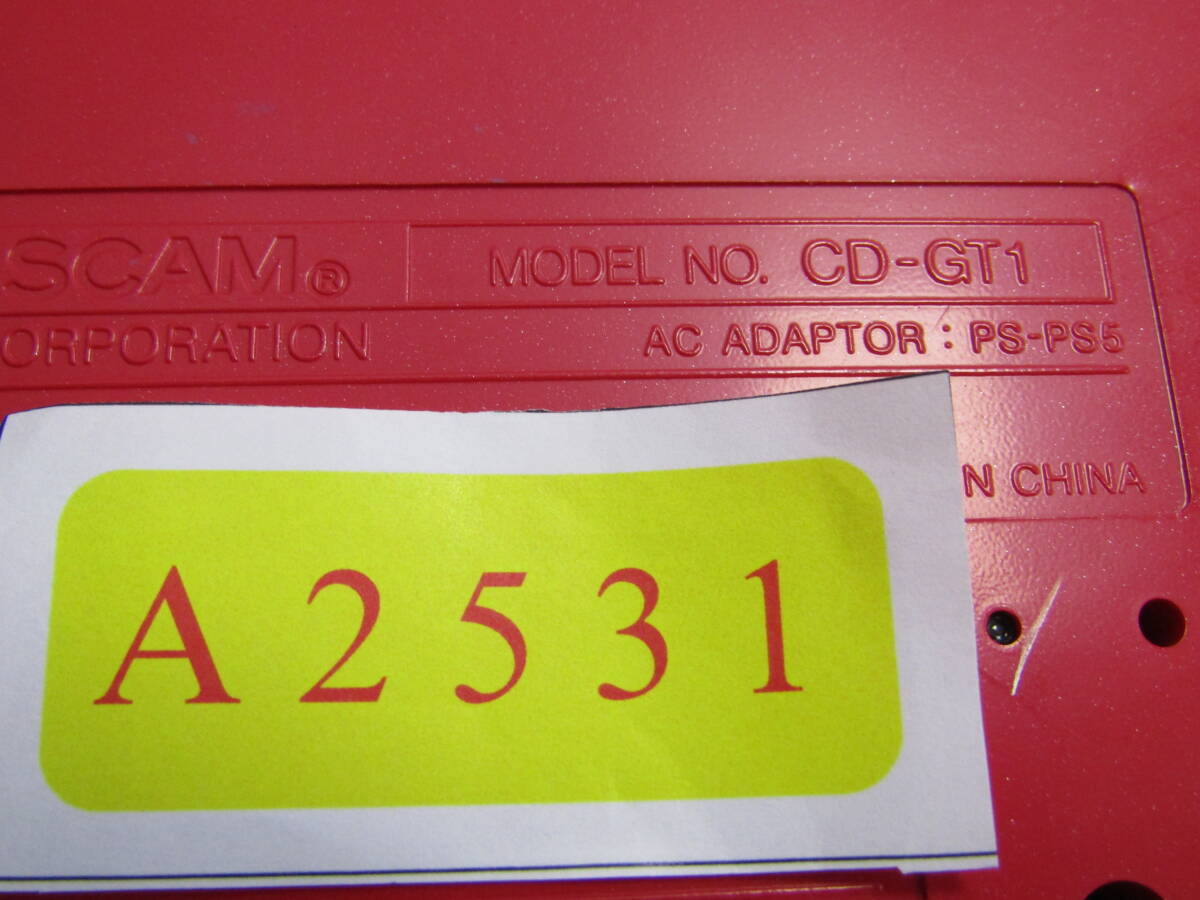 SCAM® MODEL NO. CD-GT1
ORPORATION AC ADAPTOR : PS-PS5
N CHINA
A2531